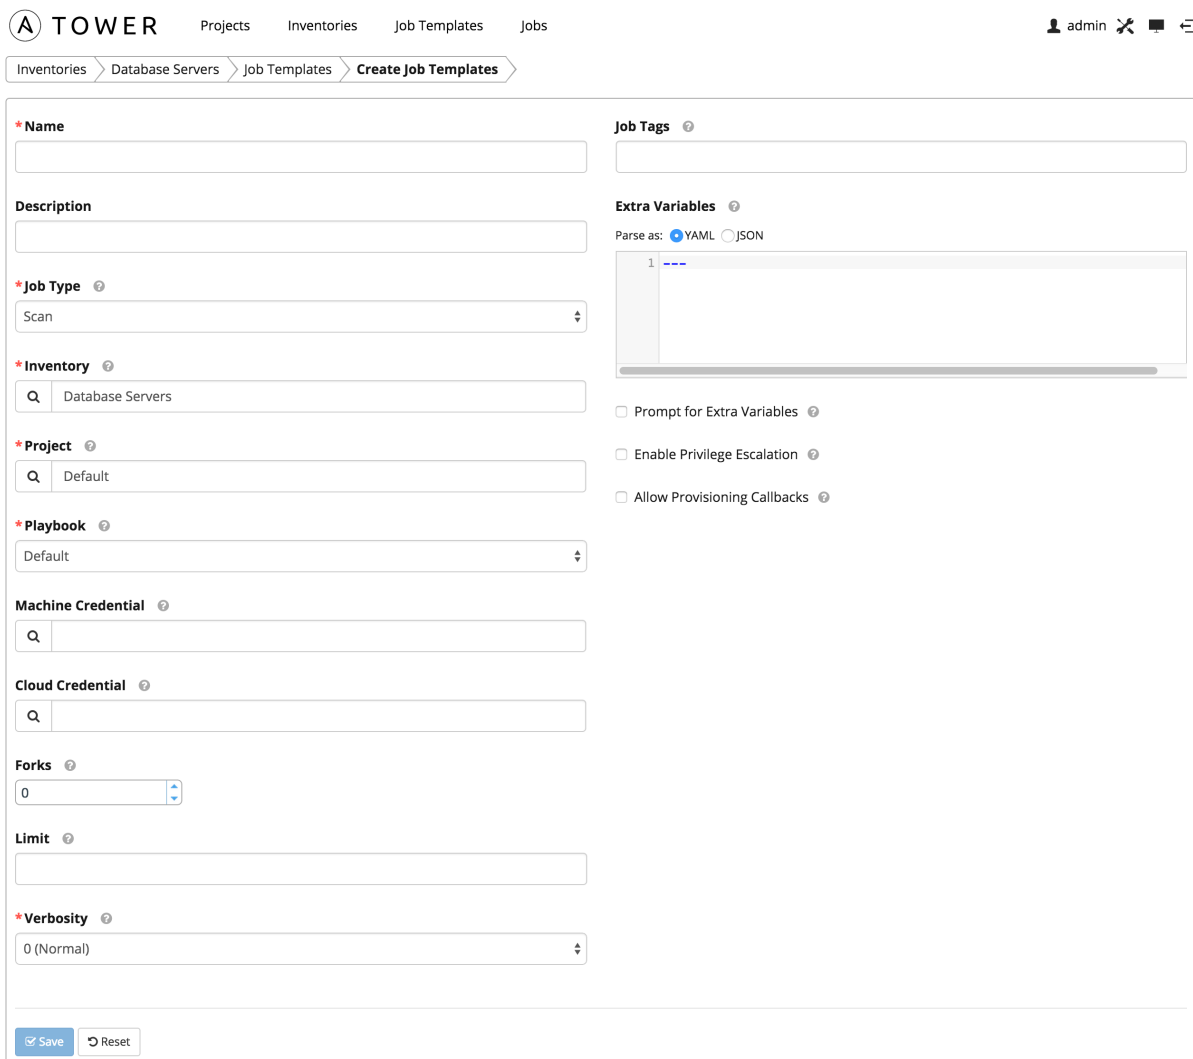 TOWER Projects Inventories Job Templates Jobs admin
Inventories Database Servers Job Templates Create Job Templates
*Name
Description
*Job Type
Scan
*Inventory
Database Servers
*Project
Default
*Playbook
Default
Machine Credential
Cloud Credential
Forks
0
Limit
*Verbosity
0 (Normal)
Job Tags
Extra Variables
Parse as: YAML JSON
1 ---
Prompt for Extra Variables
Enable Privilege Escalation
Allow Provisioning Callbacks
Save Reset